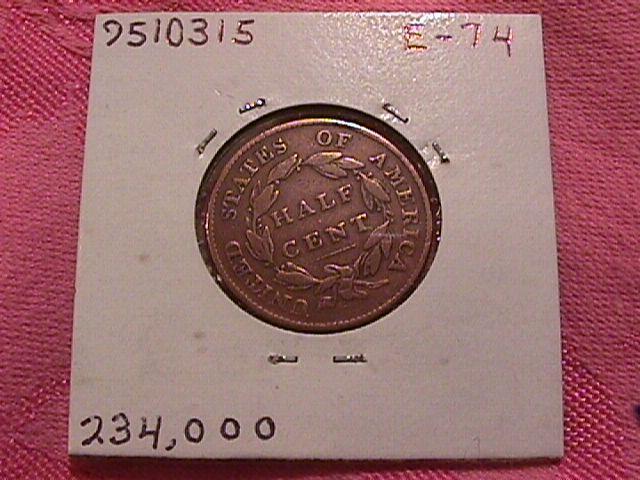 9510315 E-74
UNITED STATES OF AMERICA
HALF
CENT
234,000